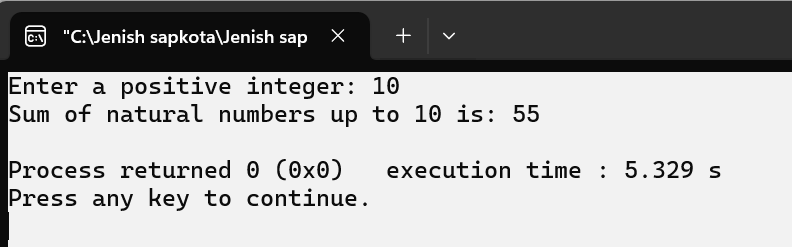 "C:\Jenish sapkota\Jenish sap
Enter a positive integer: 10
Sum of natural numbers up to 10 is: 55
Process returned 0 (0x0)   execution time : 5.329 s
Press any key to continue.